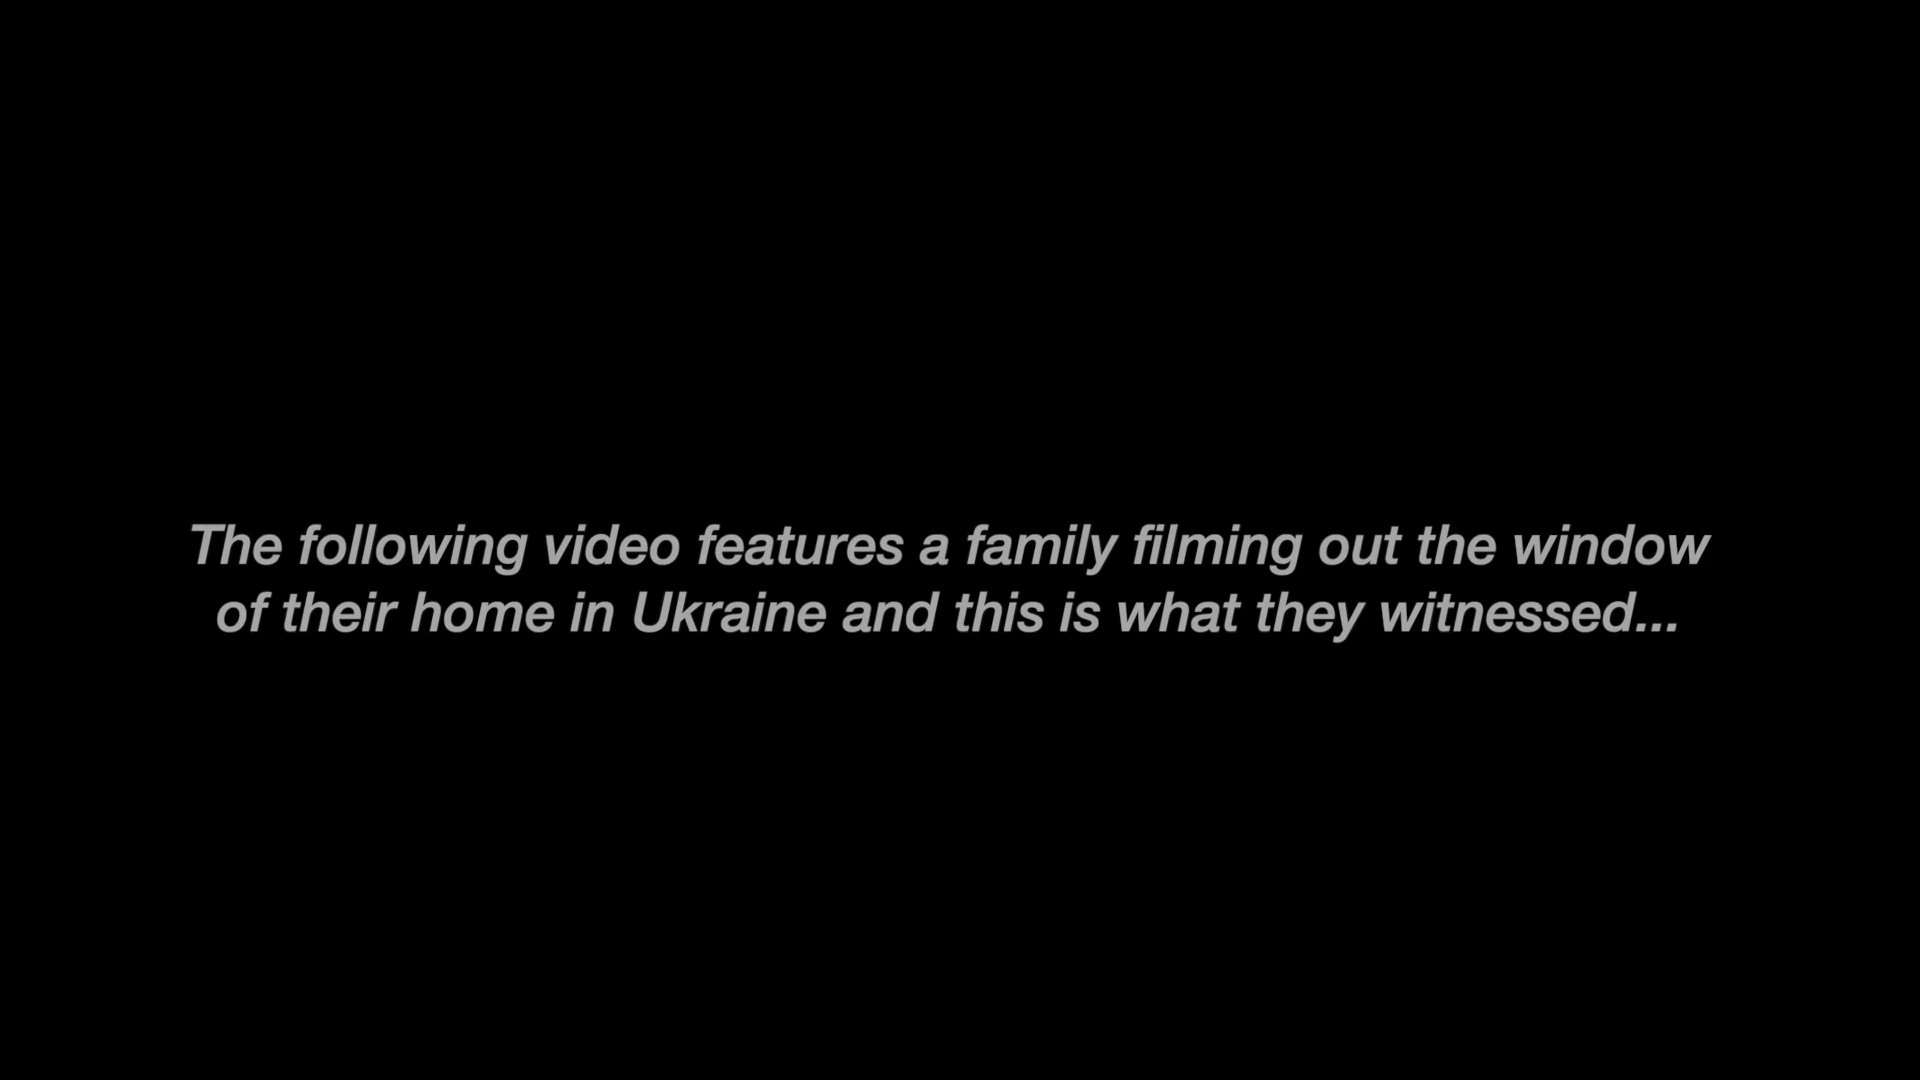 The following video features a family filming out the window
of their home in Ukraine and this is what they witnessed...